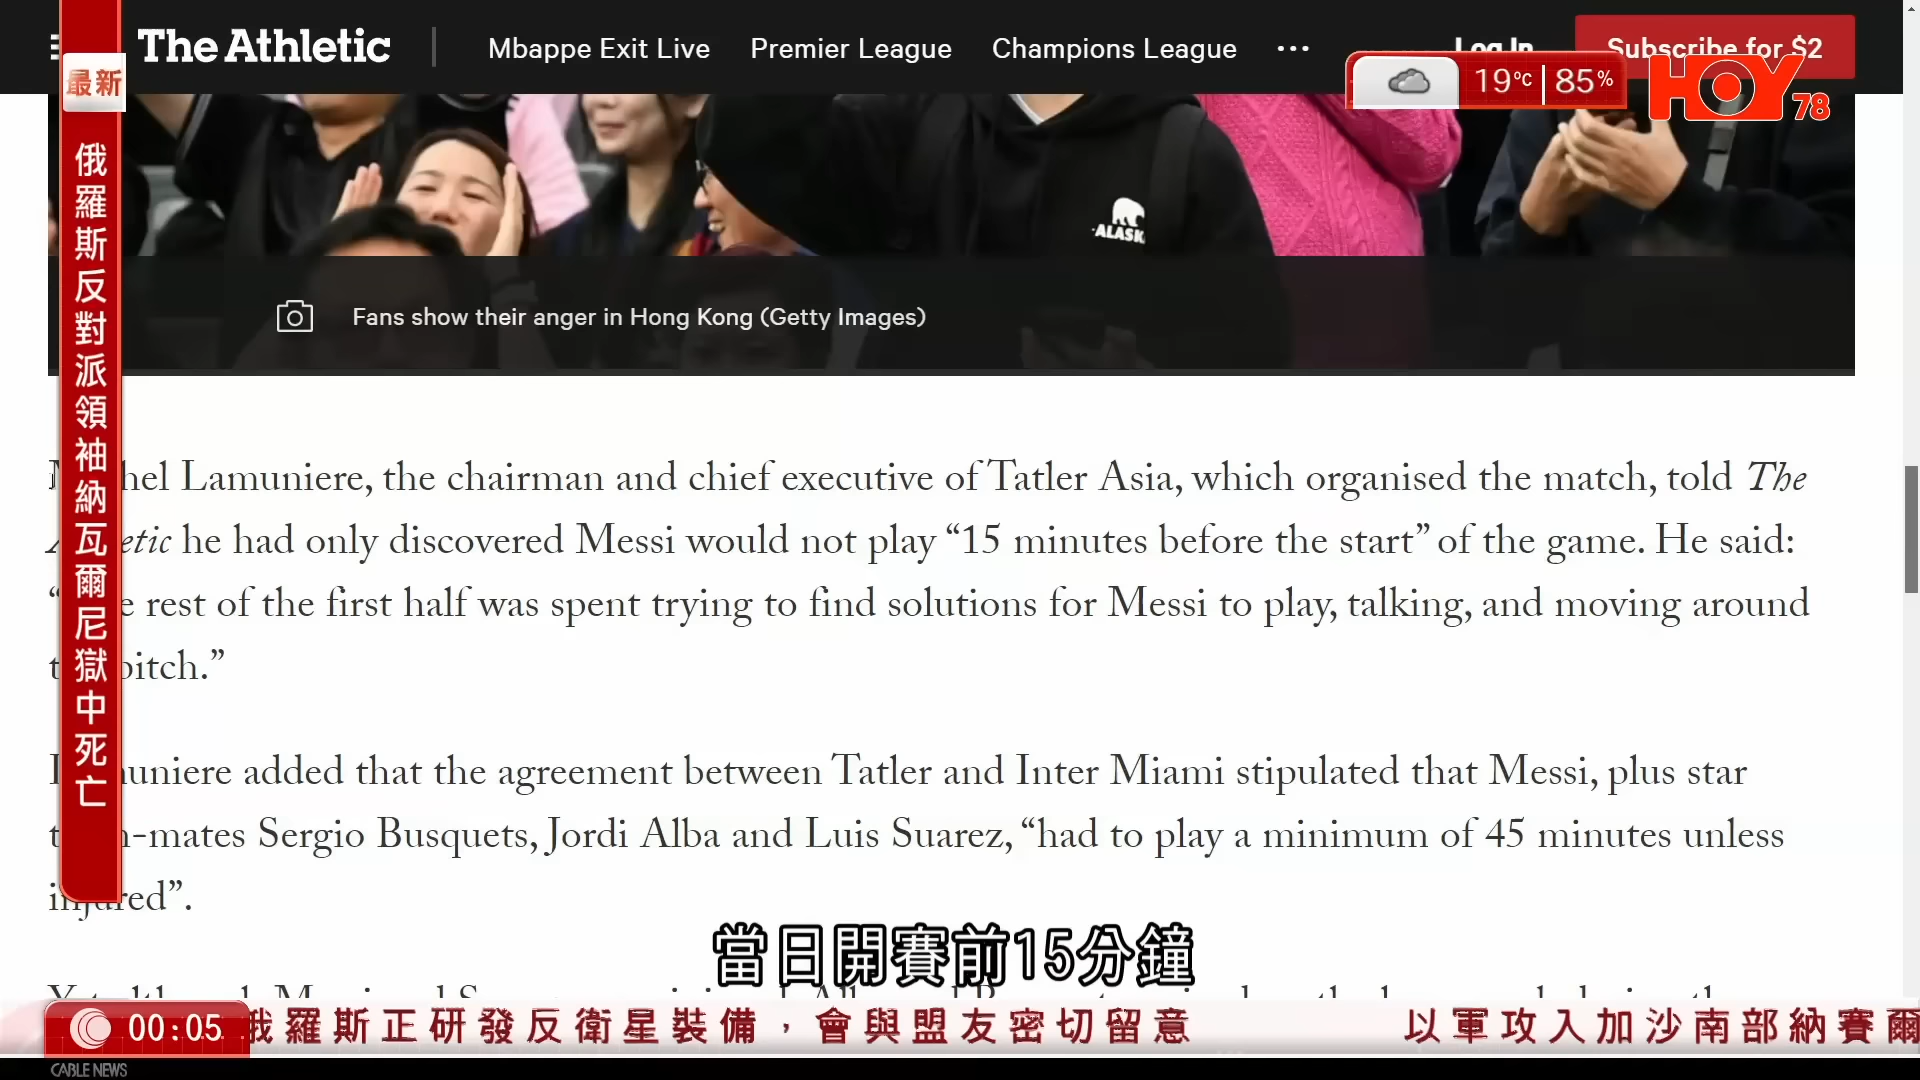 The Athletic
Mbappe Exit Live
Premier League
Champions League
Log In
Subscribe for $2
最新
19°C 85%
HOY 78
俄羅斯反對派領袖納瓦爾尼獄中死亡
ALASK
Fans show their anger in Hong Kong (Getty Images)
hel Lamuniere, the chairman and chief executive of Tatler Asia, which organised the match, told The
etic he had only discovered Messi would not play “15 minutes before the start” of the game. He said:
“ e rest of the first half was spent trying to find solutions for Messi to play, talking, and moving around
t pitch.”
uniere added that the agreement between Tatler and Inter Miami stipulated that Messi, plus star
t -mates Sergio Busquets, Jordi Alba and Luis Suarez, “had to play a minimum of 45 minutes unless
injured”.
當日開賽前15分鐘
00:05
俄羅斯正研發反衛星裝備，會與盟友密切留意 以軍攻入加沙南部納賽爾
CABLE NEWS